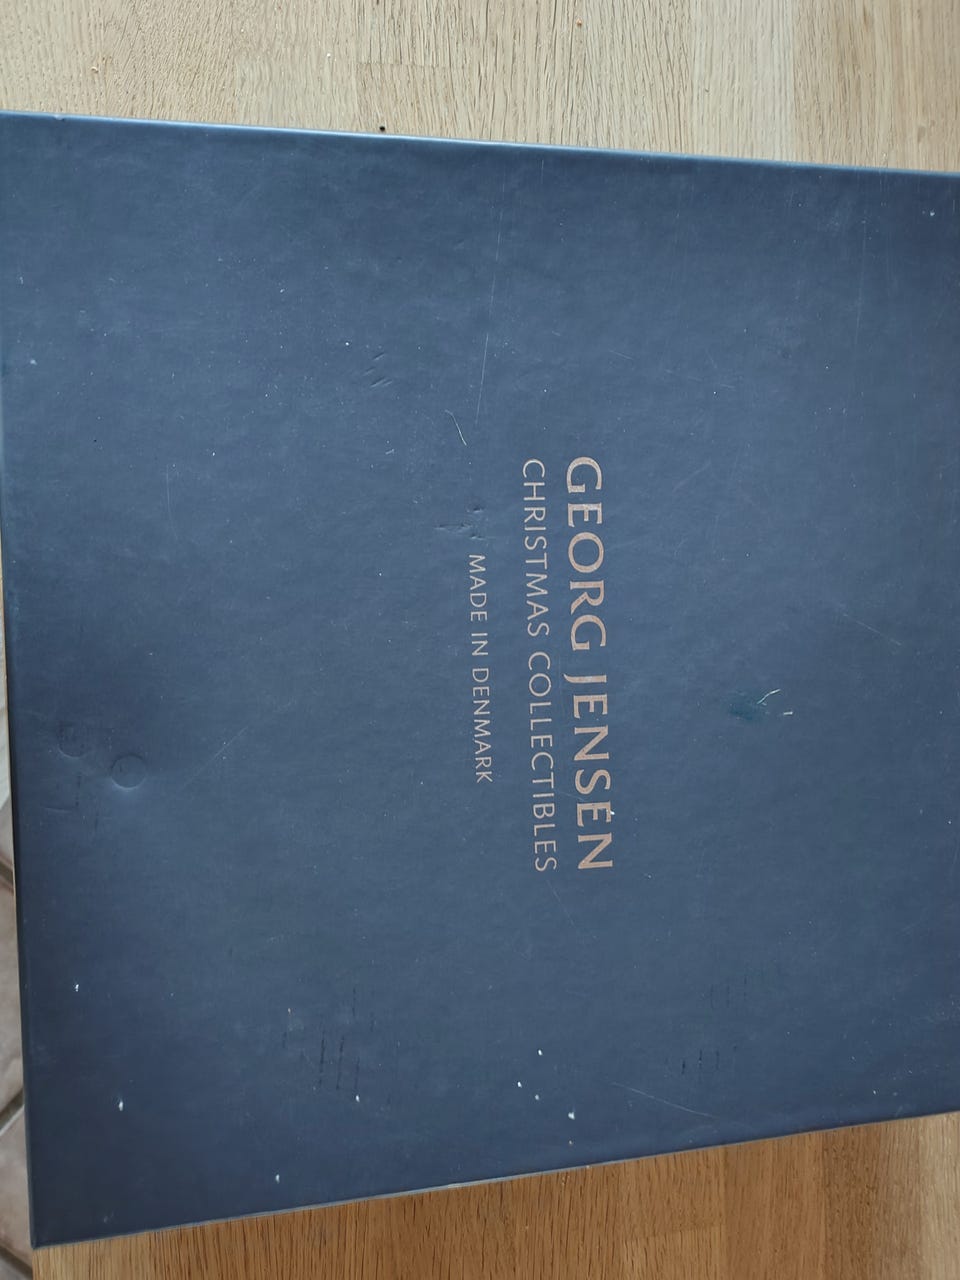 GEORG JENSEN
CHRISTMAS COLLECTIBLES
MADE IN DENMARK